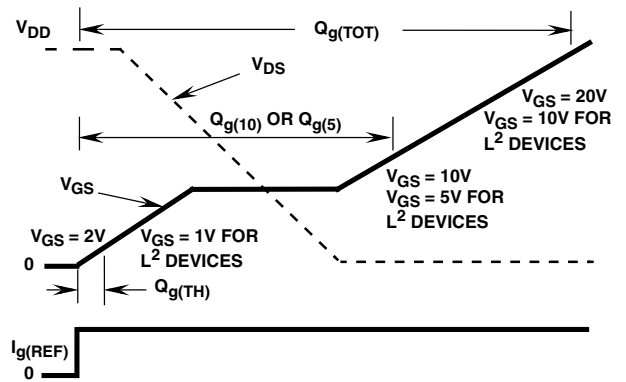 V_DD
Q_g(TOT)
V_DS
V_GS = 20V
V_GS = 10V FOR
L² DEVICES
Q_g(10) OR Q_g(5)
V_GS = 10V
V_GS = 5V FOR
L² DEVICES
V_GS
V_GS = 2V
V_GS = 1V FOR
L² DEVICES
0
Q_g(TH)
I_g(REF)
0